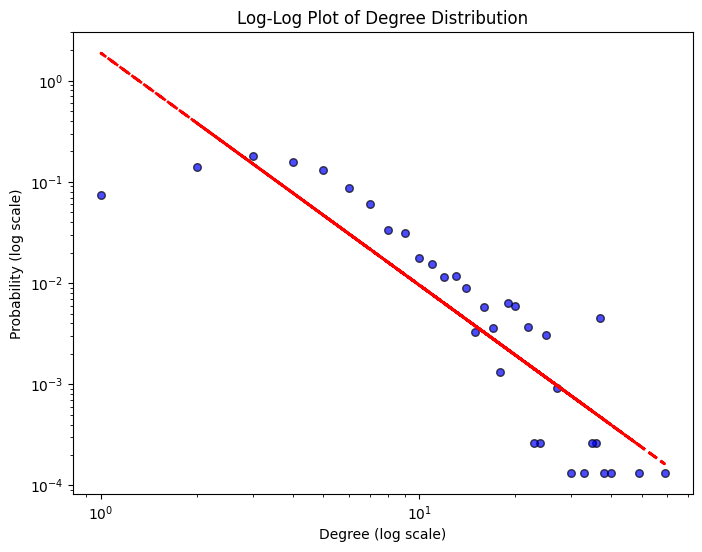 Log-Log Plot of Degree Distribution
Probability (log scale)
10⁰
10⁻¹
10⁻²
10⁻³
10⁻⁴
10⁰
10¹
Degree (log scale)